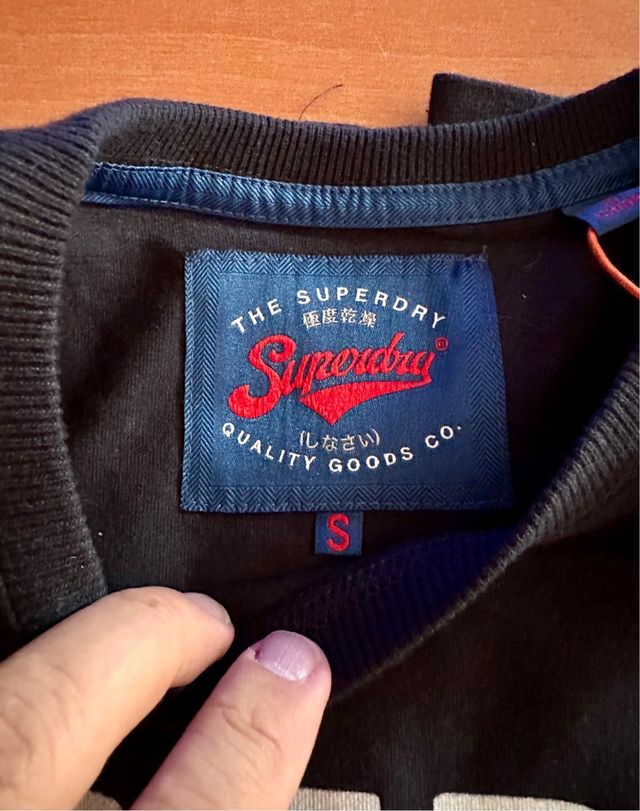 THE SUPERDRY
極度乾燥
Superdry®
(しなさい)
QUALITY GOODS CO.
S